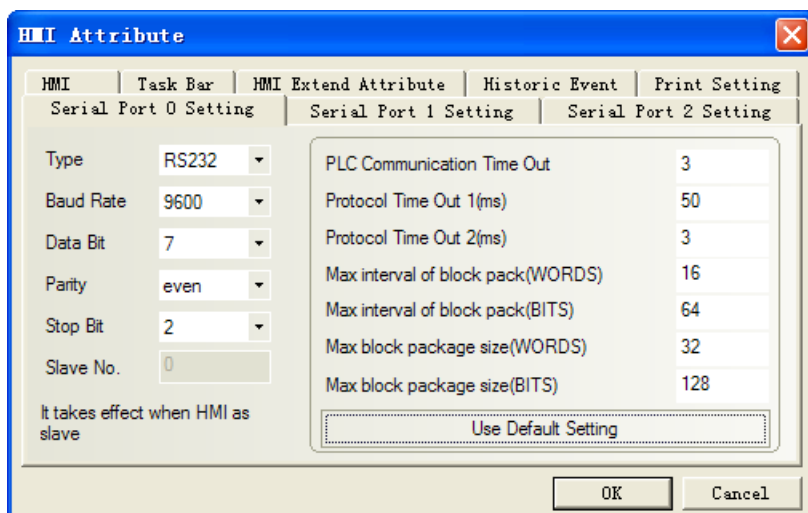 HMI Attribute
HMI Task Bar HMI Extend Attribute Historic Event Print Setting
Serial Port 0 Setting Serial Port 1 Setting Serial Port 2 Setting
Type RS232
Baud Rate 9600
Data Bit 7
Parity even
Stop Bit 2
Slave No. 0
It takes effect when HMI as
slave
PLC Communication Time Out 3
Protocol Time Out 1(ms) 50
Protocol Time Out 2(ms) 3
Max interval of block pack(WORDS) 16
Max interval of block pack(BITS) 64
Max block package size(WORDS) 32
Max block package size(BITS) 128
Use Default Setting
OK Cancel